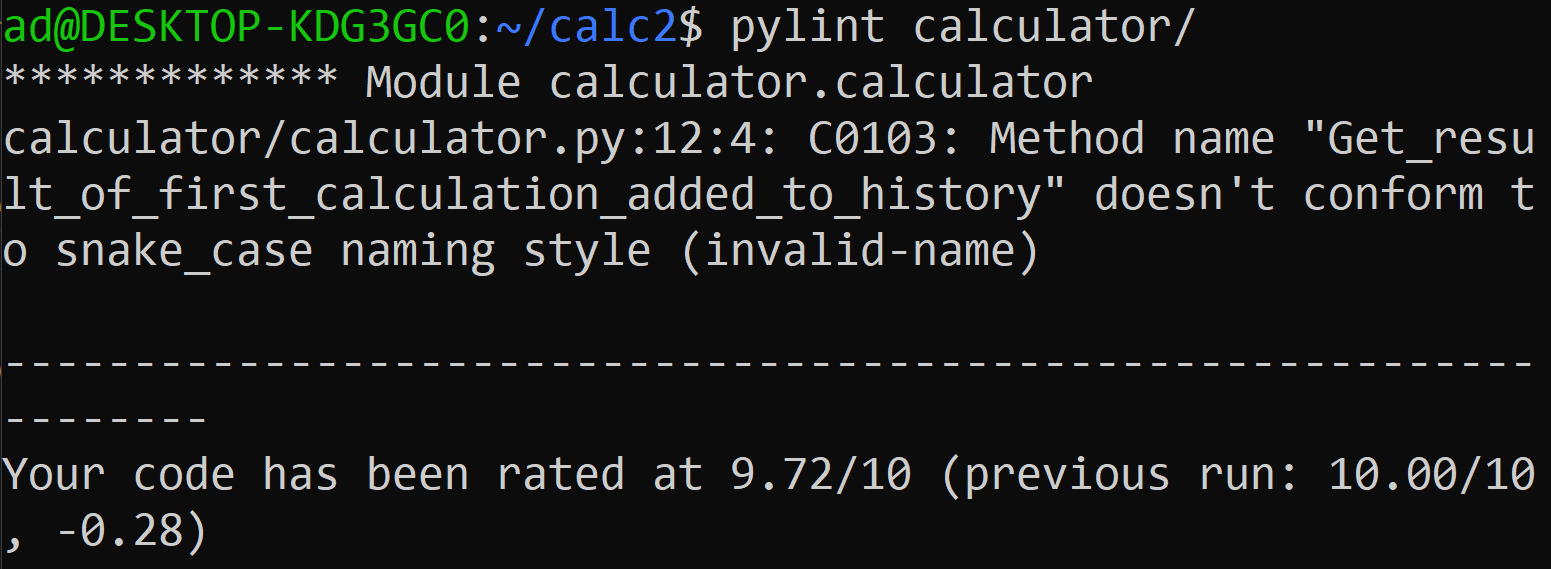 ad@DESKTOP-KDG3GC0:~/calc2$ pylint calculator/
************* Module calculator.calculator
calculator/calculator.py:12:4: C0103: Method name "Get_resu
lt_of_first_calculation_added_to_history" doesn't conform t
o snake_case naming style (invalid-name)
-----------------------------------------------------------
--------
Your code has been rated at 9.72/10 (previous run: 10.00/10
, -0.28)